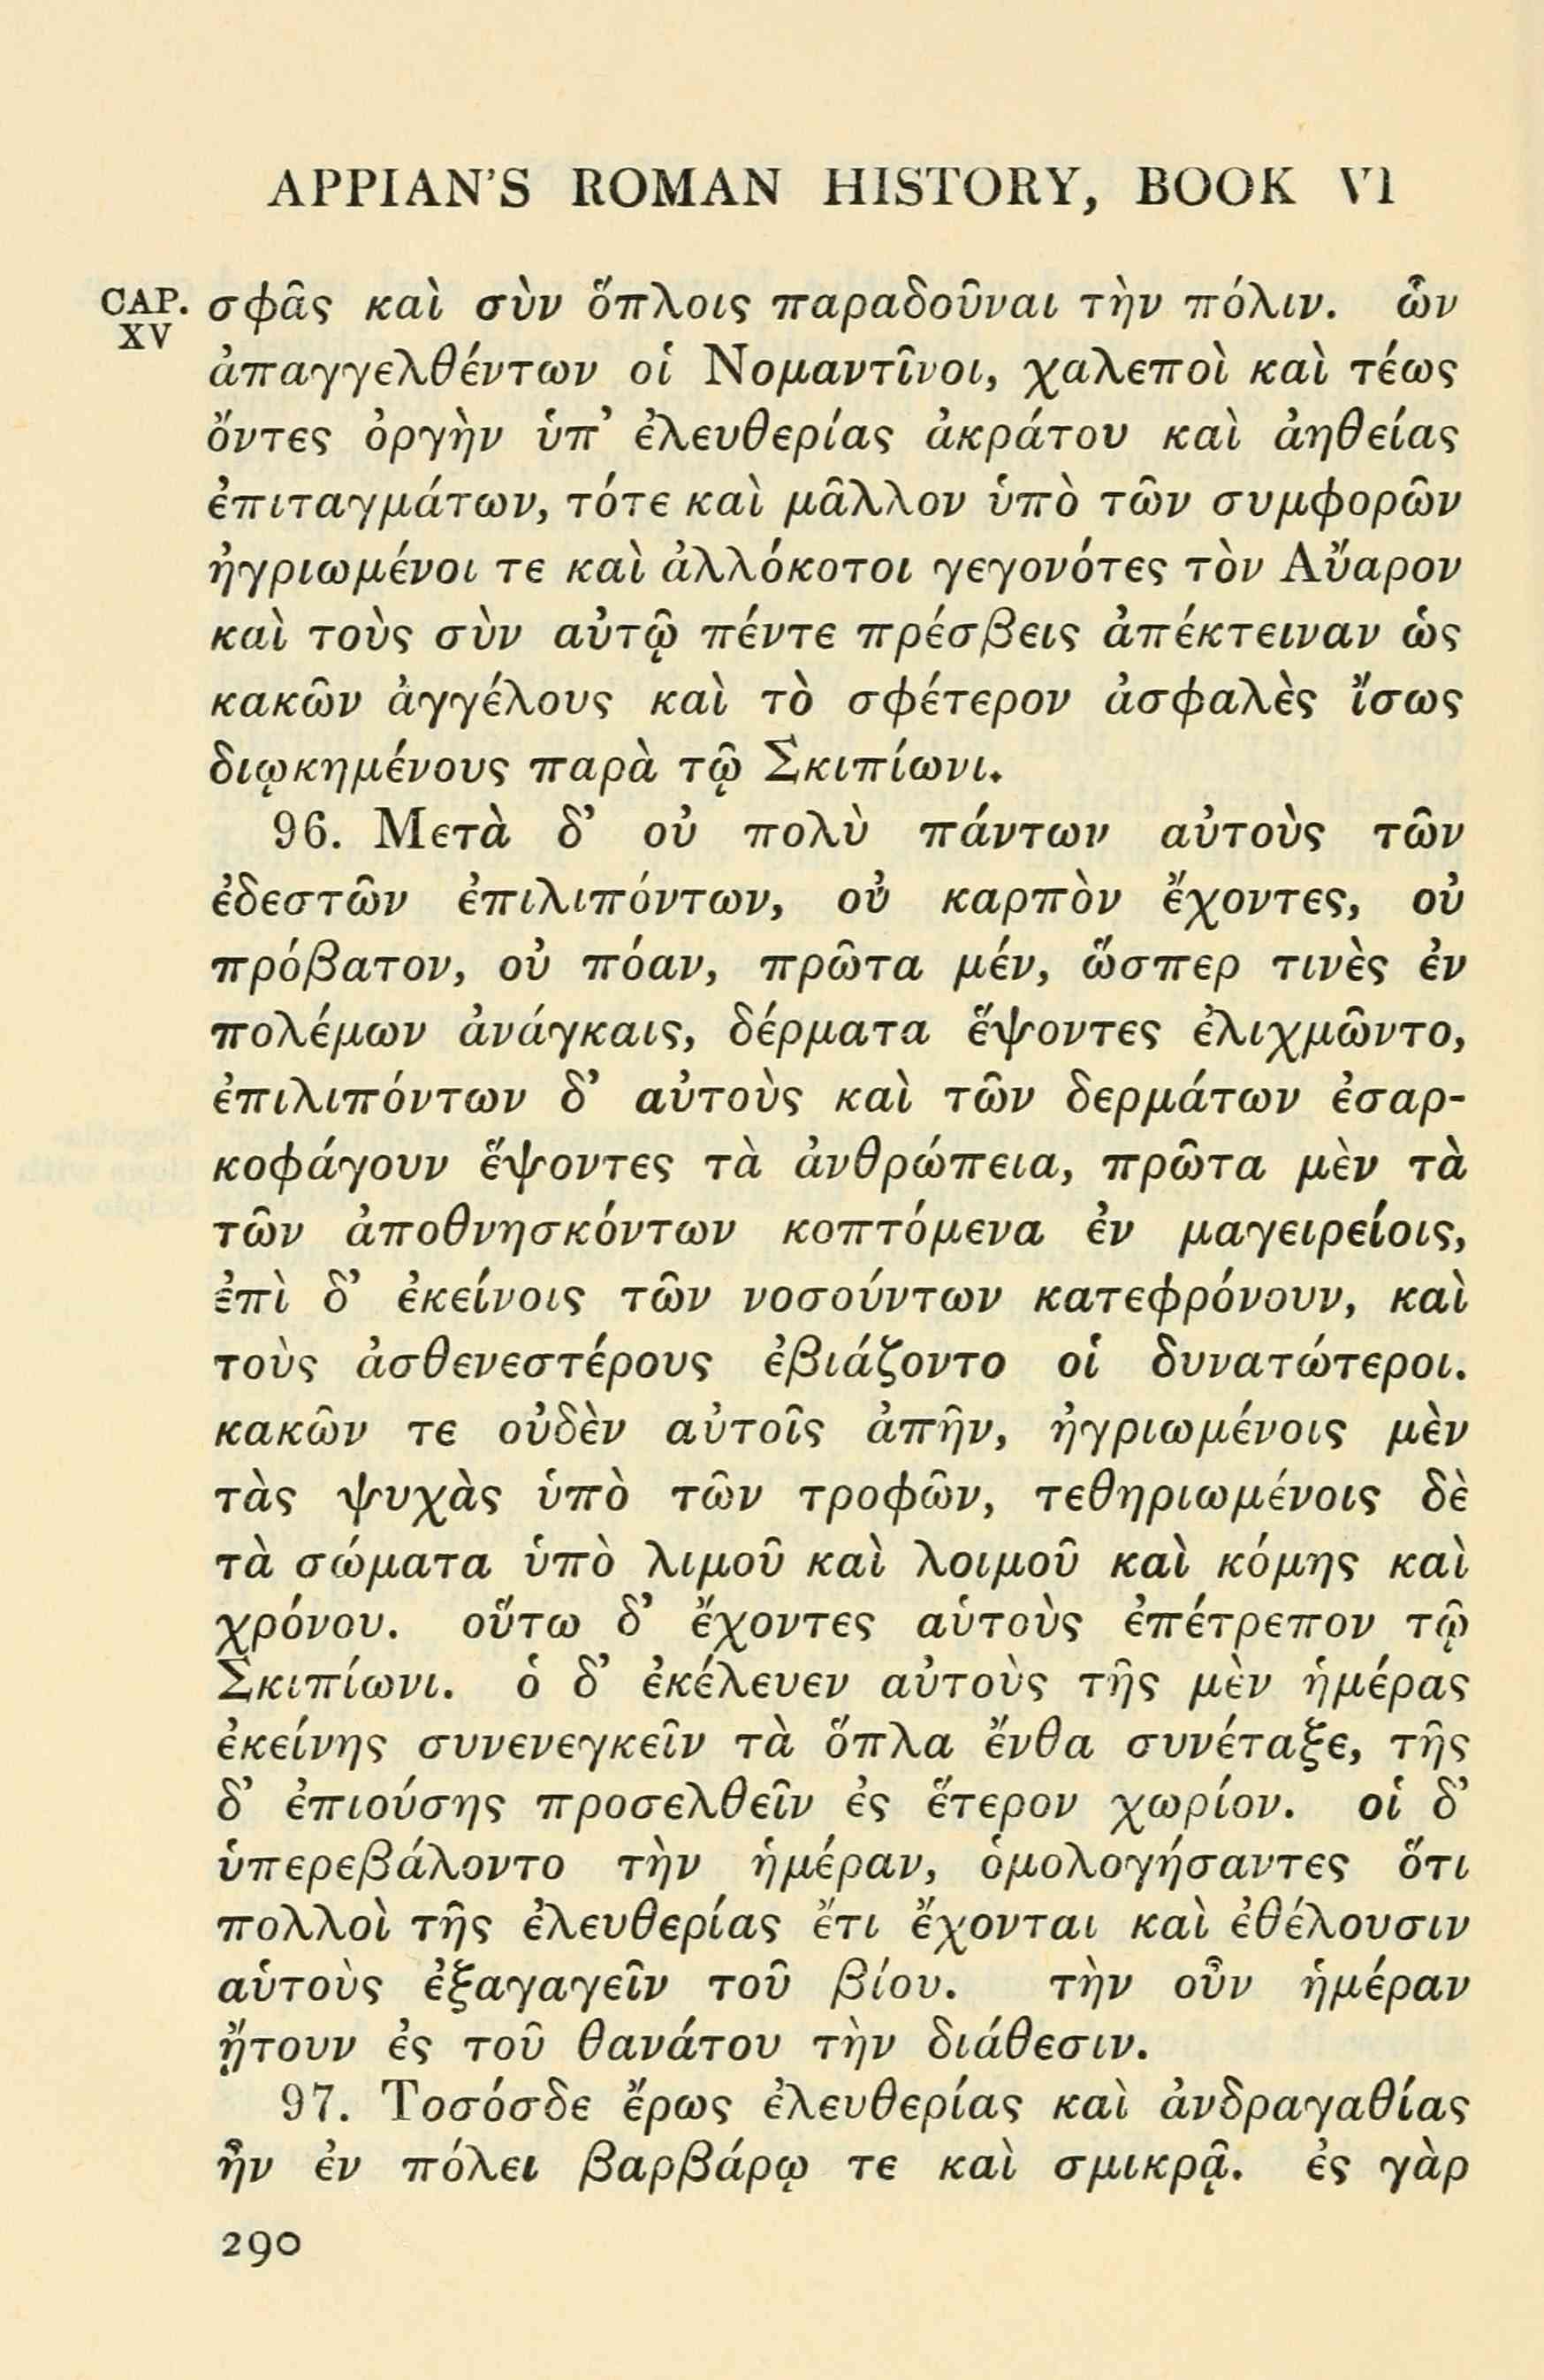 APPIAN'S ROMAN HISTORY, BOOK VI
CAP. XV
σφᾶς καὶ σὺν ὅπλοις παραδοῦναι τὴν πόλιν. ὧν
ἀπαγγελθέντων οἱ Νομαντῖνοι, χαλεποὶ καὶ τέως
ὄντες ὀργὴν ὑπ' ἐλευθερίας ἀκράτου καὶ ἀηθείας
ἐπιταγμάτων, τότε καὶ μᾶλλον ὑπὸ τῶν συμφορῶν
ἠγριωμένοι τε καὶ ἀλλόκοτοι γεγονότες τὸν Αὔαρον
καὶ τοὺς σὺν αὐτῷ πέντε πρέσβεις ἀπέκτειναν ὡς
κακῶν ἀγγέλους καὶ τὸ σφέτερον ἀσφαλὲς ἴσως
διῳκημένους παρὰ τῷ Σκιπίωνι.
96. Μετὰ δ' οὐ πολὺ πάντων αὐτοὺς τῶν
ἐδεστῶν ἐπιλιπόντων, οὐ καρπὸν ἔχοντες, οὐ
πρόβατον, οὐ πόαν, πρῶτα μέν, ὥσπερ τινὲς ἐν
πολέμων ἀνάγκαις, δέρματα ἕψοντες ἐλιχμῶντο,
ἐπιλιπόντων δ' αὐτοὺς καὶ τῶν δερμάτων ἐσαρ-
κοφάγουν ἕψοντες τὰ ἀνθρώπεια, πρῶτα μὲν τὰ
τῶν ἀποθνησκόντων κοπτόμενα ἐν μαγειρείοις,
ἐπὶ δ' ἐκείνοις τῶν νοσούντων κατεφρόνουν, καὶ
τοὺς ἀσθενεστέρους ἐβιάζοντο οἱ δυνατώτεροι.
κακῶν τε οὐδὲν αὐτοῖς ἀπῆν, ἠγριωμένοις μὲν
τὰς ψυχὰς ὑπὸ τῶν τροφῶν, τεθηριωμένοις δὲ
τὰ σώματα ὑπὸ λιμοῦ καὶ λοιμοῦ καὶ κόμης καὶ
χρόνου. οὕτω δ' ἔχοντες αὑτοὺς ἐπέτρεπον τῷ
Σκιπίωνι. ὁ δ' ἐκέλευεν αὐτοὺς τῆς μὲν ἡμέρας
ἐκείνης συνενεγκεῖν τὰ ὅπλα ἔνθα συνέταξε, τῆς
δ' ἐπιούσης προσελθεῖν ἐς ἕτερον χωρίον. οἱ δ'
ὑπερεβάλοντο τὴν ἡμέραν, ὁμολογήσαντες ὅτι
πολλοὶ τῆς ἐλευθερίας ἔτι ἔχονται καὶ ἐθέλουσιν
αὑτοὺς ἐξαγαγεῖν τοῦ βίου. τὴν οὖν ἡμέραν
ᾔτουν ἐς τοῦ θανάτου τὴν διάθεσιν.
97. Τοσόσδε ἔρως ἐλευθερίας καὶ ἀνδραγαθίας
ἦν ἐν πόλει βαρβάρῳ τε καὶ σμικρᾷ. ἐς γὰρ
290